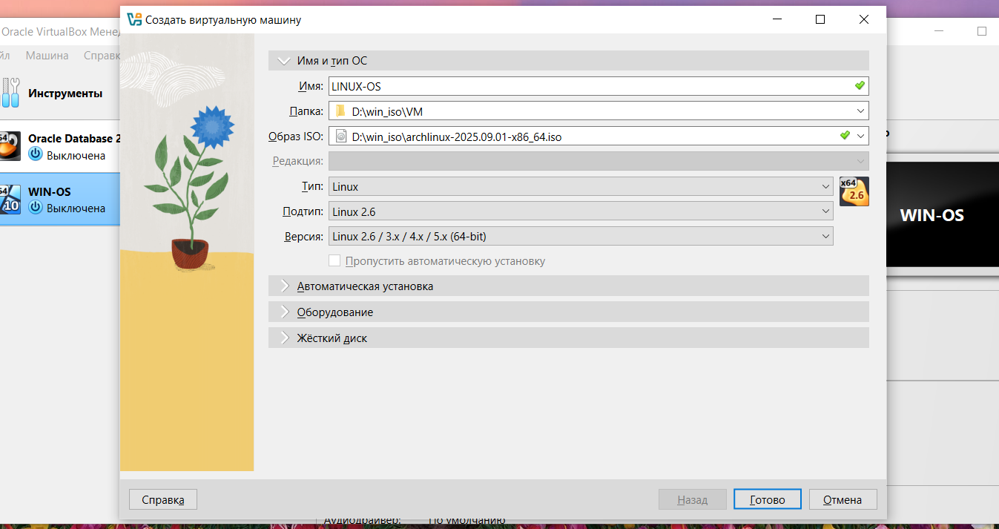 Создать виртуальную машину
Oracle VirtualBox Мене
йл Машина Справк
Инструменты
Oracle Database 2
Выключена
WIN-OS
Выключена
Имя и тип ОС
Имя: LINUX-OS
Папка: D:\win_iso\VM
Образ ISO: D:\win_iso\archlinux-2025.09.01-x86_64.iso
Редакция:
Тип: Linux
x64
2.6
Подтип: Linux 2.6
Версия: Linux 2.6 / 3.x / 4.x / 5.x (64-bit)
Пропустить автоматическую установку
Автоматическая установка
Оборудование
Жёсткий диск
WIN-OS
Справка
Назад
Готово
Отмена
Аудиодрайвер: По умолчанию